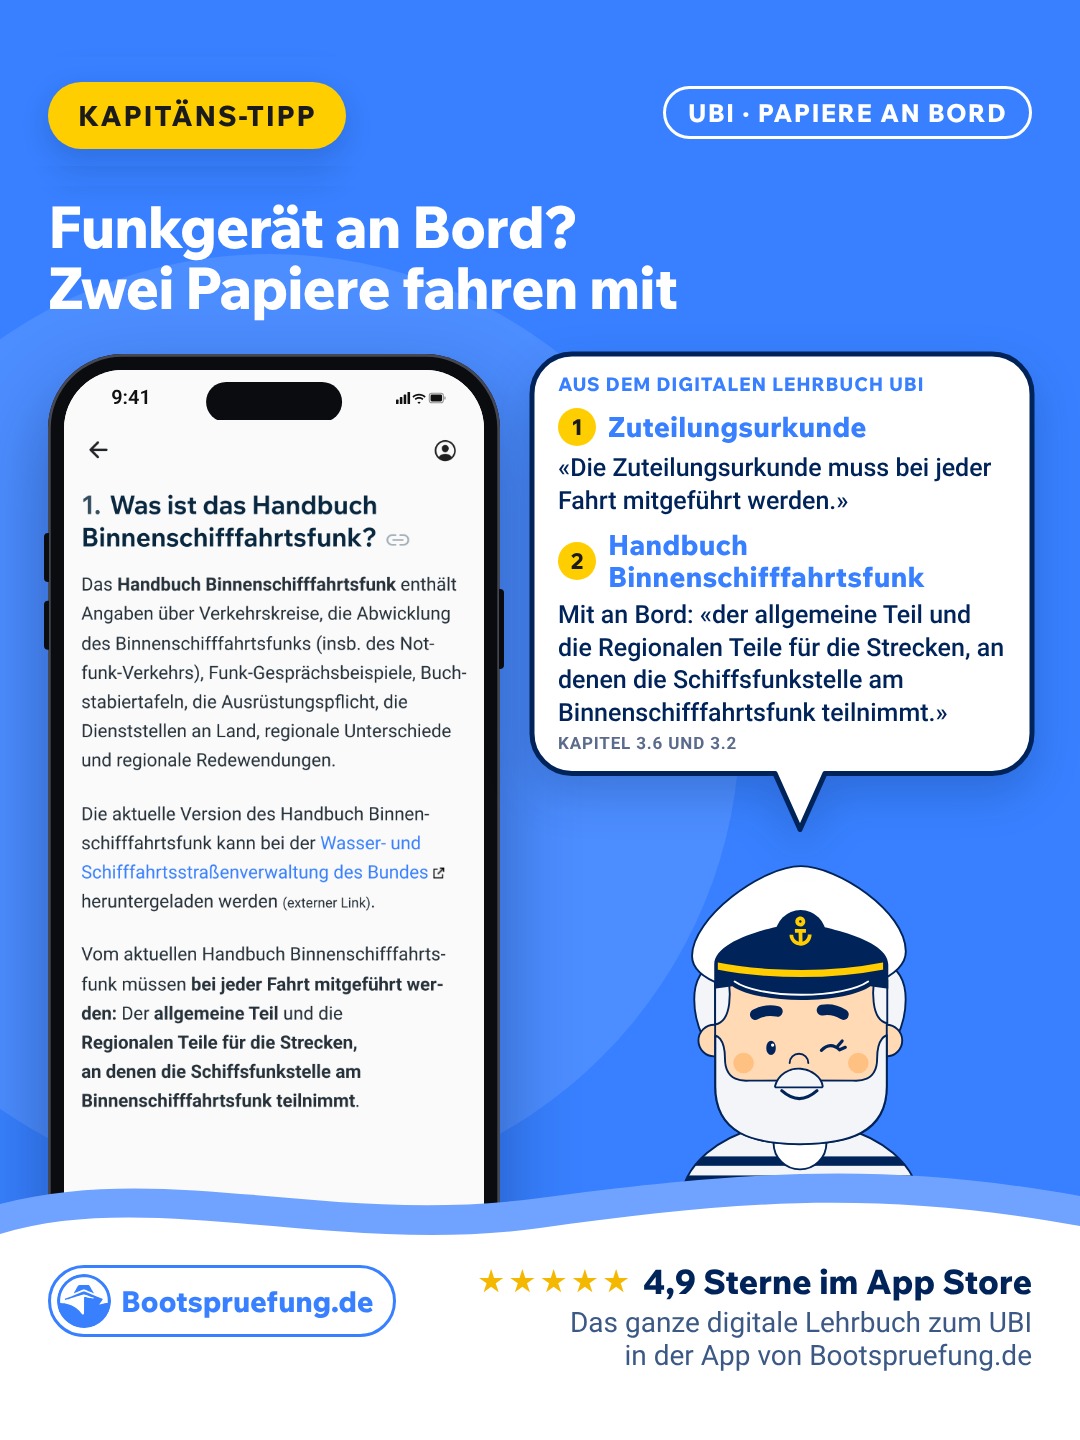 KAPITÄNS-TIPP
UBI · PAPIERE AN BORD
Funkgerät an Bord?
Zwei Papiere fahren mit
9:41
1. Was ist das Handbuch
Binnenschifffahrtsfunk?
Das Handbuch Binnenschifffahrtsfunk enthält
Angaben über Verkehrskreise, die Abwicklung
des Binnenschifffahrtsfunks (insb. des Not-
funk-Verkehrs), Funk-Gesprächsbeispiele, Buch-
stabiertafeln, die Ausrüstungspflicht, die
Dienststellen an Land, regionale Unterschiede
und regionale Redewendungen.
Die aktuelle Version des Handbuch Binnen-
schifffahrtsfunk kann bei der Wasser- und
Schifffahrtsstraßenverwaltung des Bundes
heruntergeladen werden (externer Link).
Vom aktuellen Handbuch Binnenschifffahrts-
funk müssen bei jeder Fahrt mitgeführt wer-
den: Der allgemeine Teil und die
Regionalen Teile für die Strecken,
an denen die Schiffsfunkstelle am
Binnenschifffahrtsfunk teilnimmt.
AUS DEM DIGITALEN LEHRBUCH UBI
1 Zuteilungsurkunde
«Die Zuteilungsurkunde muss bei jeder
Fahrt mitgeführt werden.»
2 Handbuch
Binnenschifffahrtsfunk
Mit an Bord: «der allgemeine Teil und
die Regionalen Teile für die Strecken, an
denen die Schiffsfunkstelle am
Binnenschifffahrtsfunk teilnimmt.»
KAPITEL 3.6 UND 3.2
Bootspruefung.de
★★★★★ 4,9 Sterne im App Store
Das ganze digitale Lehrbuch zum UBI
in der App von Bootspruefung.de